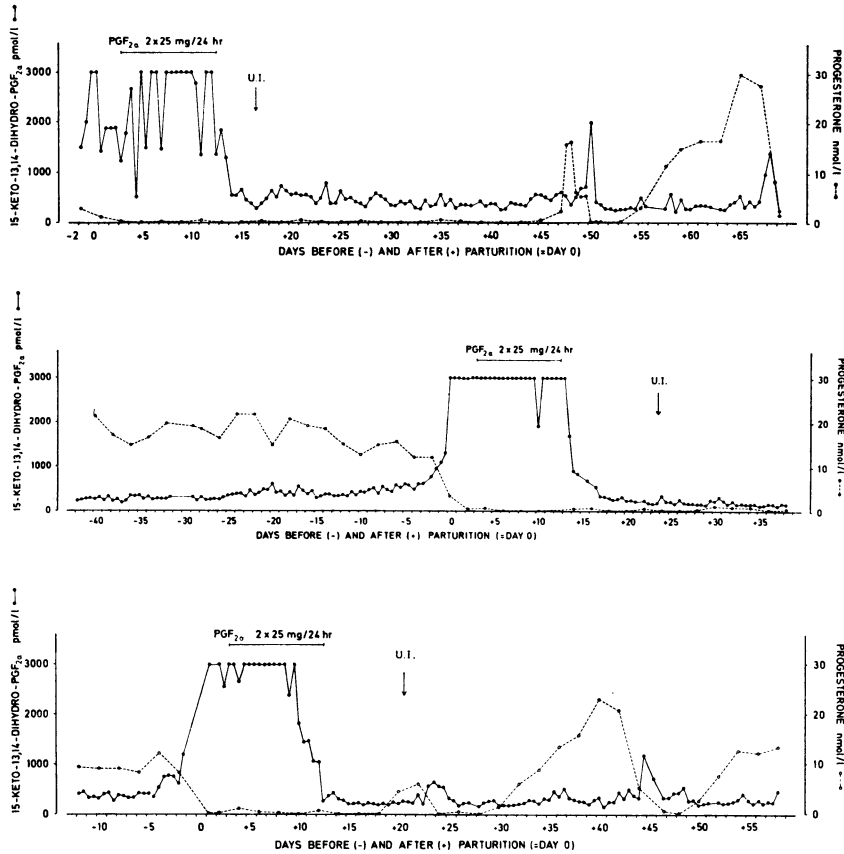 PGF2α 2x25 mg/24 hr
U.I.
15-KETO-13,14-DIHYDRO-PGF2α pmol/l
3000
2000
1000
0
PROGESTERONE nmol/l
30
20
10
0
-2 0 +5 +10 +15 +20 +25 +30 +35 +40 +45 +50 +55 +60 +65
DAYS BEFORE (-) AND AFTER (+) PARTURITION (=DAY 0)
PGF2α 2x25 mg/24 hr
U.I.
15-KETO-13,14-DIHYDRO-PGF2α pmol/l
3000
2000
1000
0
PROGESTERONE nmol/l
30
20
10
0
-40 -35 -30 -25 -20 -15 -10 -5 0 +5 +10 +15 +20 +25 +30 +35
DAYS BEFORE (-) AND AFTER (+) PARTURITION (=DAY 0)
PGF2α 2x25 mg/24 hr
U.I.
15-KETO-13,14-DIHYDRO-PGF2α pmol/l
3000
2000
1000
0
PROGESTERONE nmol/l
30
20
10
0
-10 -5 0 +5 +10 +15 +20 +25 +30 +35 +40 +45 +50 +55
DAYS BEFORE (-) AND AFTER (+) PARTURITION (=DAY 0)